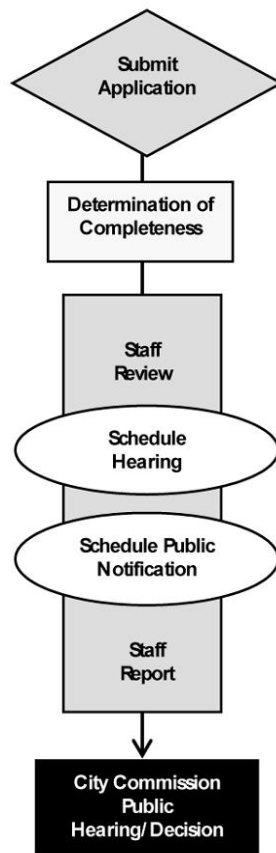 Submit
Application
Determination of
Completeness
Staff
Review
Schedule
Hearing
Schedule Public
Notification
Staff
Report
City Commission
Public
Hearing/ Decision